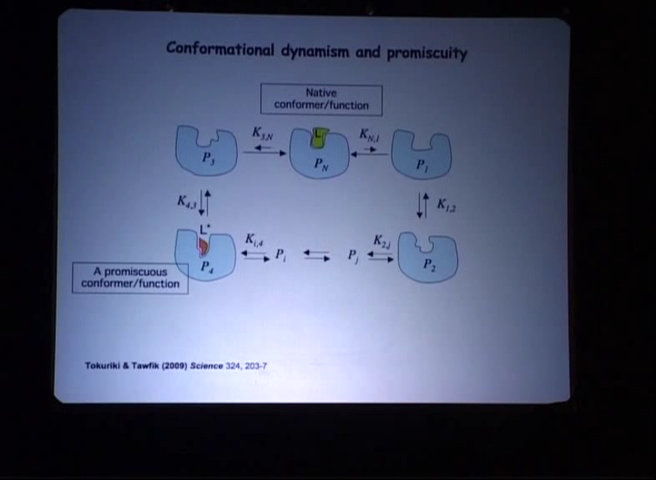 Conformational dynamism and promiscuity
Native
conformer/function
K3,N
KN,1
L
P3
PN
P1
K4,3
K1,2
L*
Ki,4
K2,j
Pi
Pj
P4
P2
A promiscuous
conformer/function
Tokuriki & Tawfik (2009) Science 324, 203-7